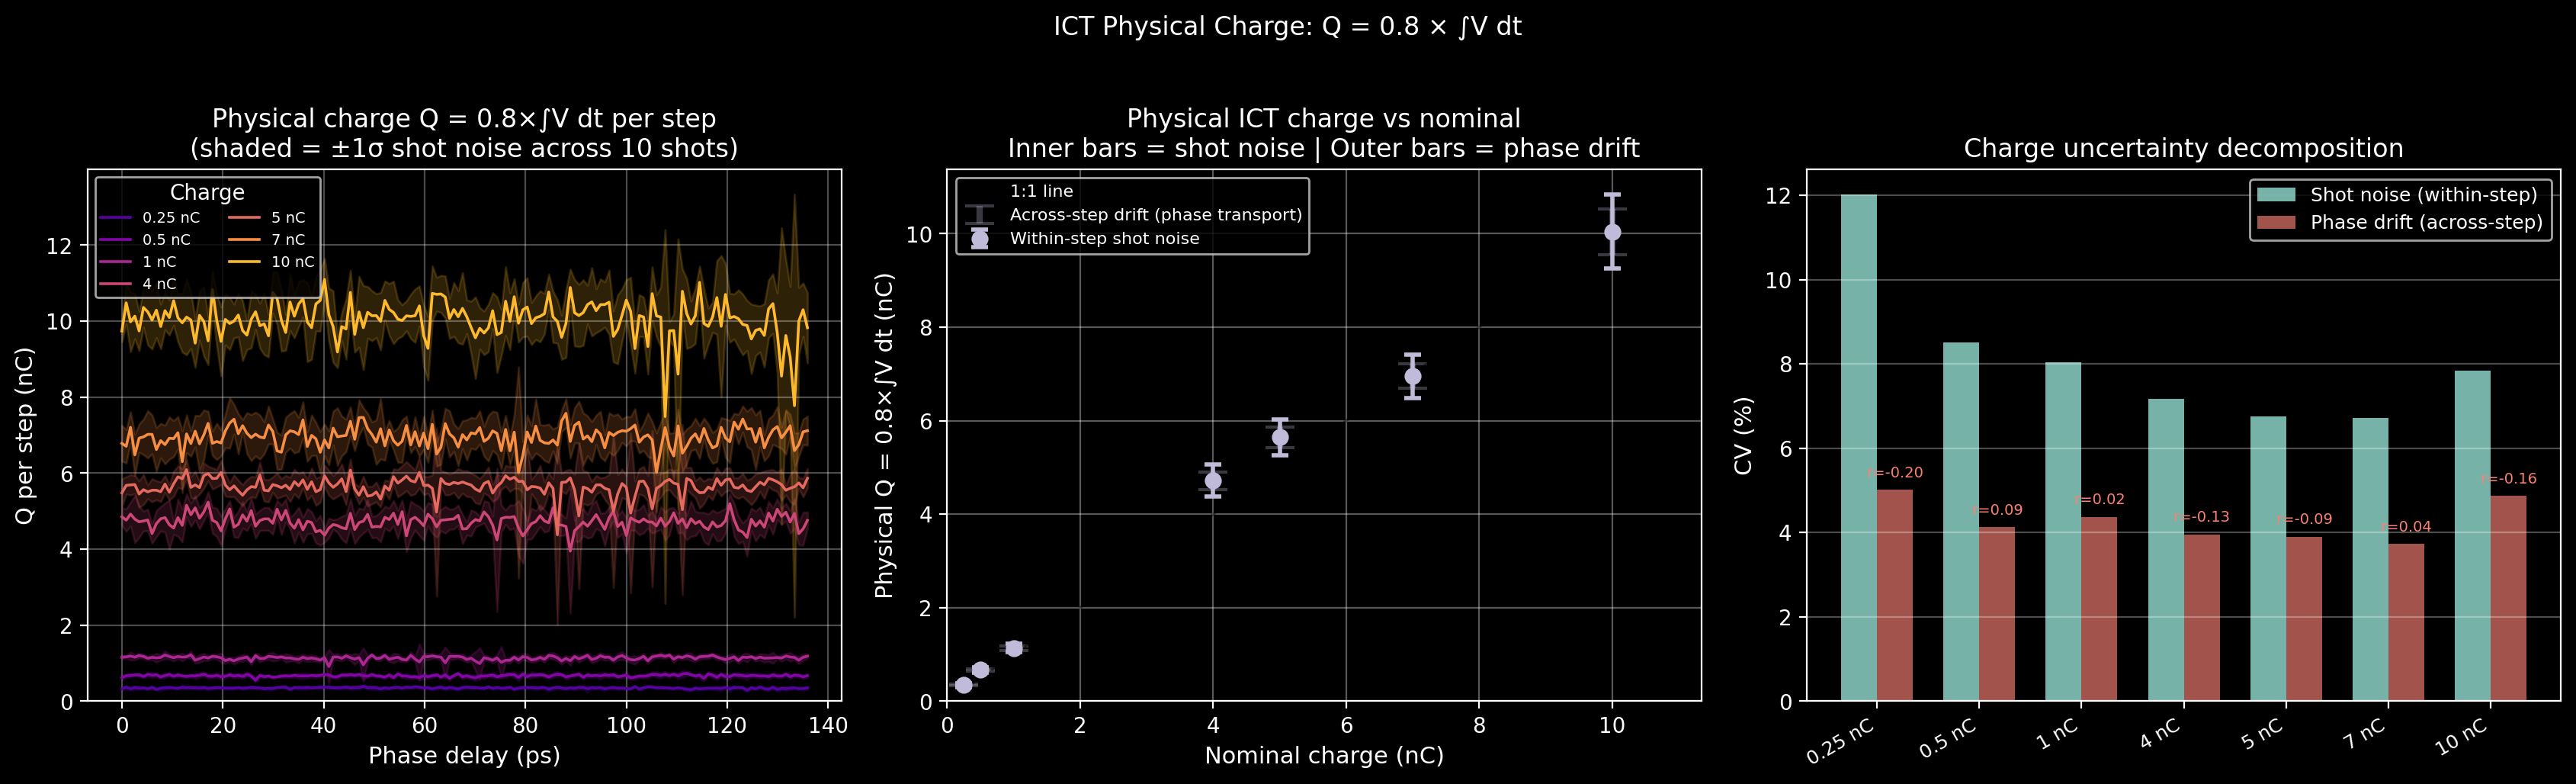 ICT Physical Charge: Q = 0.8 × ∫V dt
Physical charge Q = 0.8×∫V dt per step
(shaded = ±1σ shot noise across 10 shots)
Charge
0.25 nC
0.5 nC
1 nC
4 nC
5 nC
7 nC
10 nC
Q per step (nC)
12
10
8
6
4
2
0
0 20 40 60 80 100 120 140
Phase delay (ps)
Physical ICT charge vs nominal
Inner bars = shot noise | Outer bars = phase drift
1:1 line
Across-step drift (phase transport)
Within-step shot noise
Physical Q = 0.8×∫V dt (nC)
10
8
6
4
2
0
0 2 4 6 8 10
Nominal charge (nC)
Charge uncertainty decomposition
Shot noise (within-step)
Phase drift (across-step)
CV (%)
12
10
8
6
4
2
0
r=-0.20
r=0.09
r=0.02
r=-0.13
r=-0.09
r=0.04
r=-0.16
0.25 nC
0.5 nC
1 nC
4 nC
5 nC
7 nC
10 nC